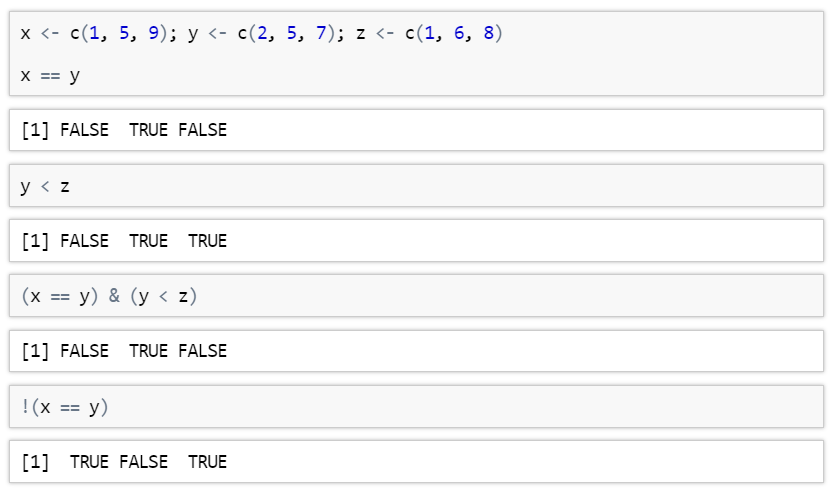 x <- c(1, 5, 9); y <- c(2, 5, 7); z <- c(1, 6, 8)
x == y
[1] FALSE  TRUE FALSE
y < z
[1] FALSE  TRUE  TRUE
(x == y) & (y < z)
[1] FALSE  TRUE FALSE
!(x == y)
[1]  TRUE FALSE  TRUE